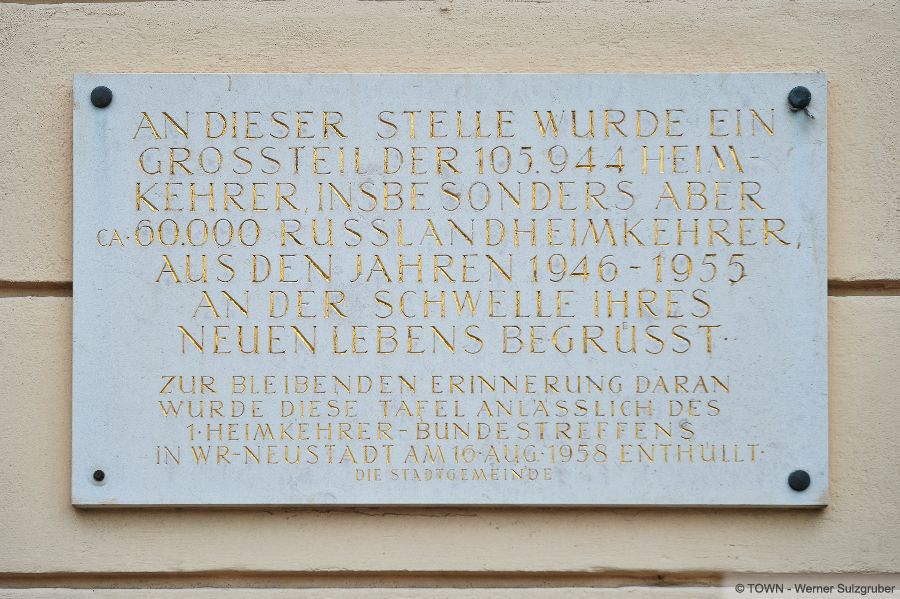 AN DIESER STELLE WURDE EIN
GROSSTEIL DER 105.944 HEIM-
KEHRER, INSBESONDERS ABER
CA. 60.000 RUSSLANDHEIMKEHRER,
AUS DEN JAHREN 1946 - 1955
AN DER SCHWELLE IHRES
NEUEN LEBENS BEGRÜSST.
ZUR BLEIBENDEN ERINNERUNG DARAN
WURDE DIESE TAFEL ANLÄSSLICH DES
1. HEIMKEHRER-BUNDESTREFFENS
IN WR-NEUSTADT AM 16. AUG. 1958 ENTHÜLLT.
DIE STADTGEMEINDE
© TOWN - Werner Sulzgruber